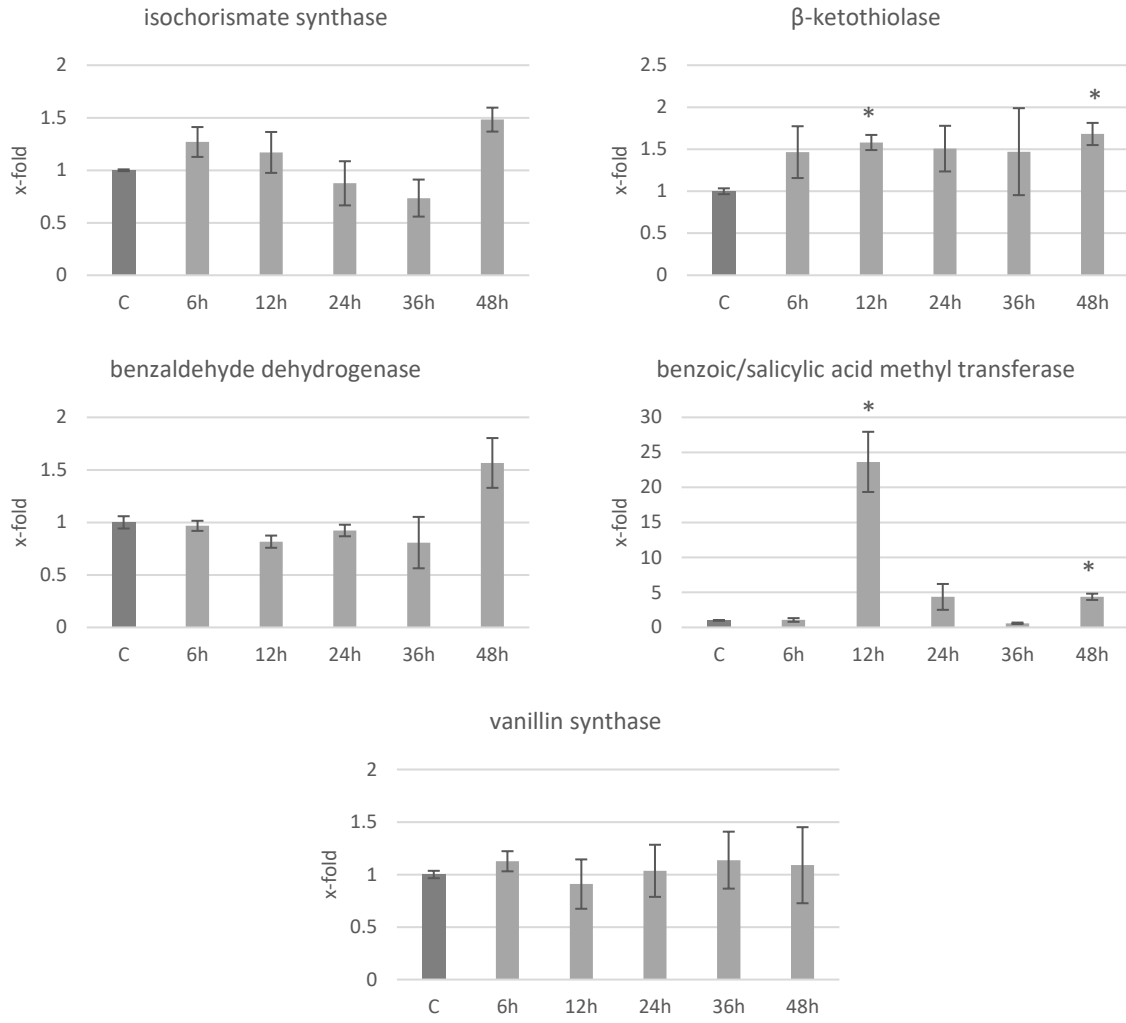 isochorismate synthase
2
1.5
1
0.5
0
x-fold
C 6h 12h 24h 36h 48h
β-ketothiolase
2.5
2
1.5
1
0.5
0
x-fold
* *
C 6h 12h 24h 36h 48h
benzaldehyde dehydrogenase
2
1.5
1
0.5
0
x-fold
C 6h 12h 24h 36h 48h
benzoic/salicylic acid methyl transferase
30
25
20
15
10
5
0
x-fold
* *
C 6h 12h 24h 36h 48h
vanillin synthase
2
1.5
1
0.5
0
x-fold
C 6h 12h 24h 36h 48h